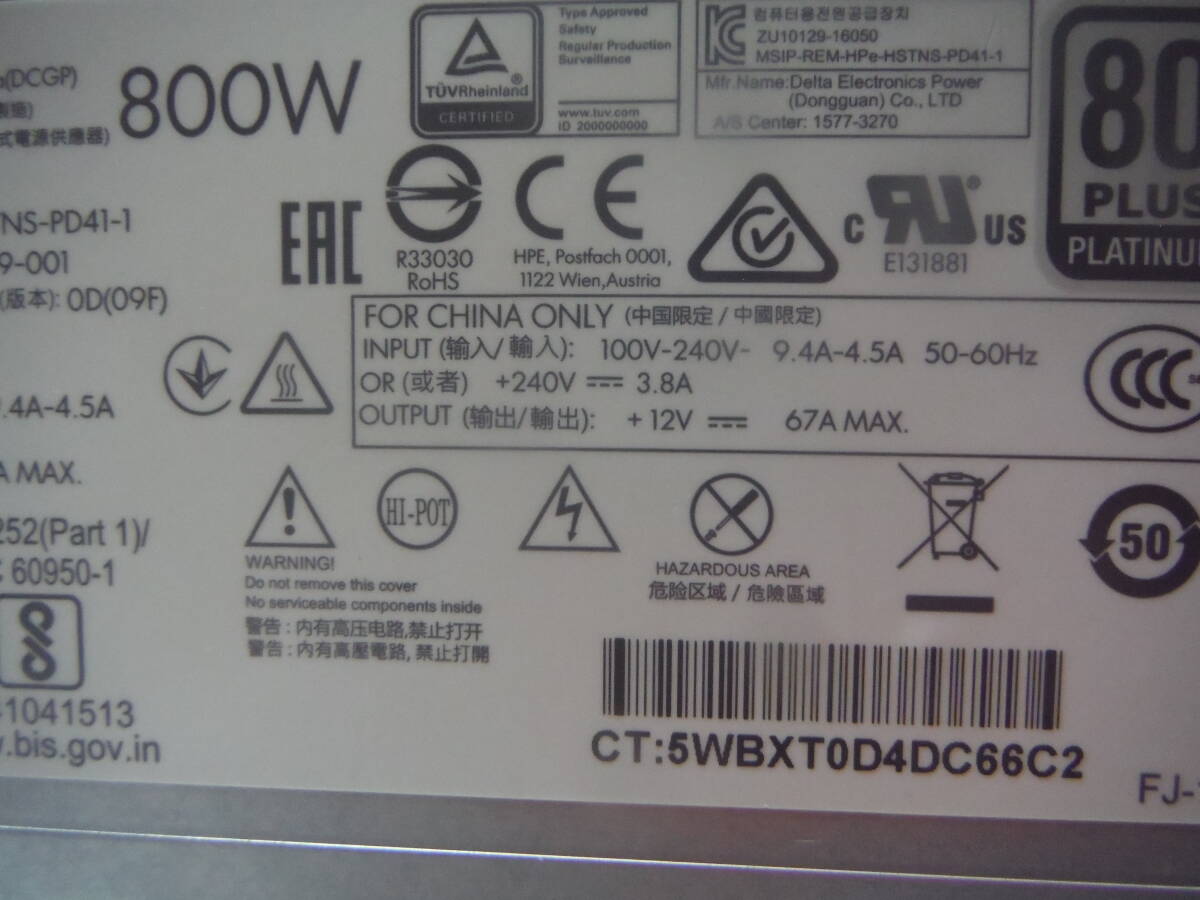 (DCGP)
800W
式電源供應器)
TÜVRheinland
CERTIFIED
Type Approved
Safety
Regular Production
Surveillance
www.tuv.com
ID 2000000000
컴퓨터용전원공급장치
ZU10129-16050
MSIP-REM-HPe-HSTNS-PD41-1
Mfr.Name:Delta Electronics Power
(Dongguan) Co., LTD
A/S Center: 1577-3270
80
PLUS
PLATINUM
TNS-PD41-1
9-001
(版本): 0D(09F)
EAC
R33030
RoHS
CE
HPE, Postfach 0001,
1122 Wien,Austria
c RU US
E131881
FOR CHINA ONLY (中国限定 / 中國限定)
INPUT (输入/ 輸入): 100V-240V~ 9.4A-4.5A 50-60Hz
OR (或者) +240V ⎓ 3.8A
OUTPUT (输出/ 輸出): +12V ⎓ 67A MAX.
CCC
9.4A-4.5A
A MAX.
252(Part 1)/
C 60950-1
41041513
w.bis.gov.in
WARNING!
Do not remove this cover
No serviceable components inside
警告 : 内有高压电路,禁止打开
警告 : 內有高壓電路, 禁止打開
HI-POT
HAZARDOUS AREA
危险区域 / 危險區域
50
CT:5WBXT0D4DC66C2
FJ-